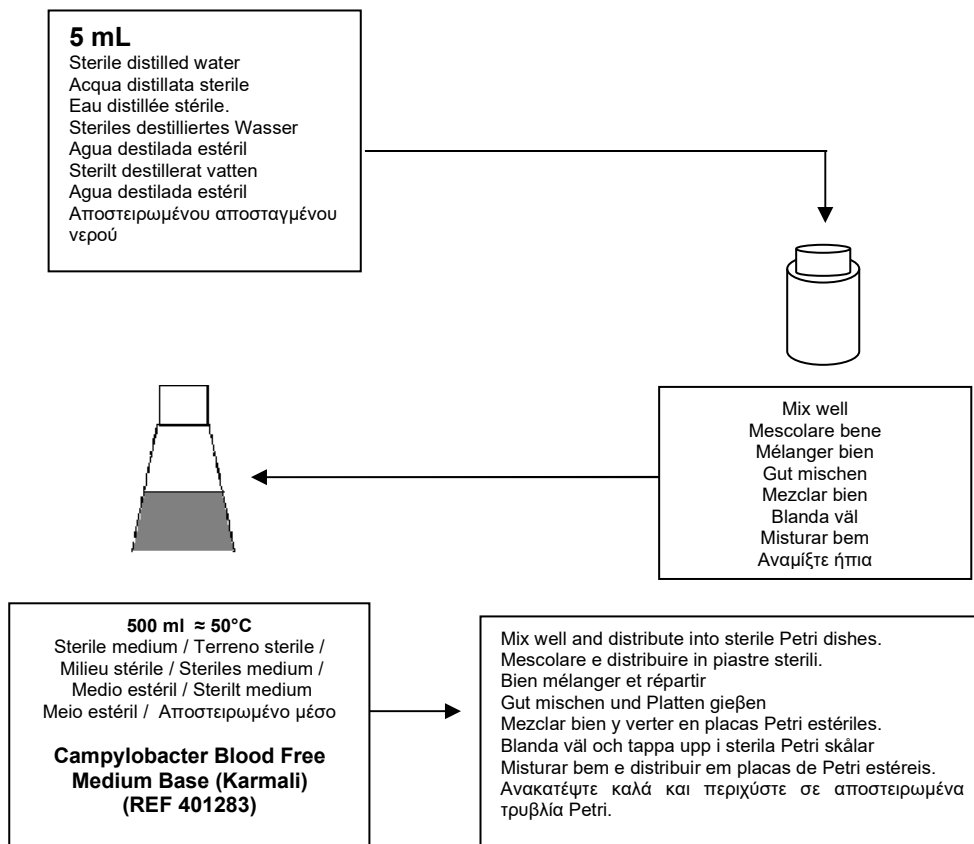 5 mL
Sterile distilled water
Acqua distillata sterile
Eau distillée stérile.
Steriles destilliertes Wasser
Agua destilada estéril
Sterilt destillerat vatten
Agua destilada estéril
Αποστειρωμένου αποσταγμένου
νερού
Mix well
Mescolare bene
Mélanger bien
Gut mischen
Mezclar bien
Blanda väl
Misturar bem
Αναμίξτε ήπια
500 ml ≈ 50°C
Sterile medium / Terreno sterile /
Milieu stérile / Steriles medium /
Medio estéril / Sterilt medium
Meio estéril / Αποστειρωμένο μέσο
Campylobacter Blood Free
Medium Base (Karmali)
(REF 401283)
Mix well and distribute into sterile Petri dishes.
Mescolare e distribuire in piastre sterili.
Bien mélanger et répartir
Gut mischen und Platten gieβen
Mezclar bien y verter en placas Petri estériles.
Blanda väl och tappa upp i sterila Petri skålar
Misturar bem e distribuir em placas de Petri estéreis.
Ανακατέψτε καλά και περιχύστε σε αποστειρωμένα
τρυβλία Petri.